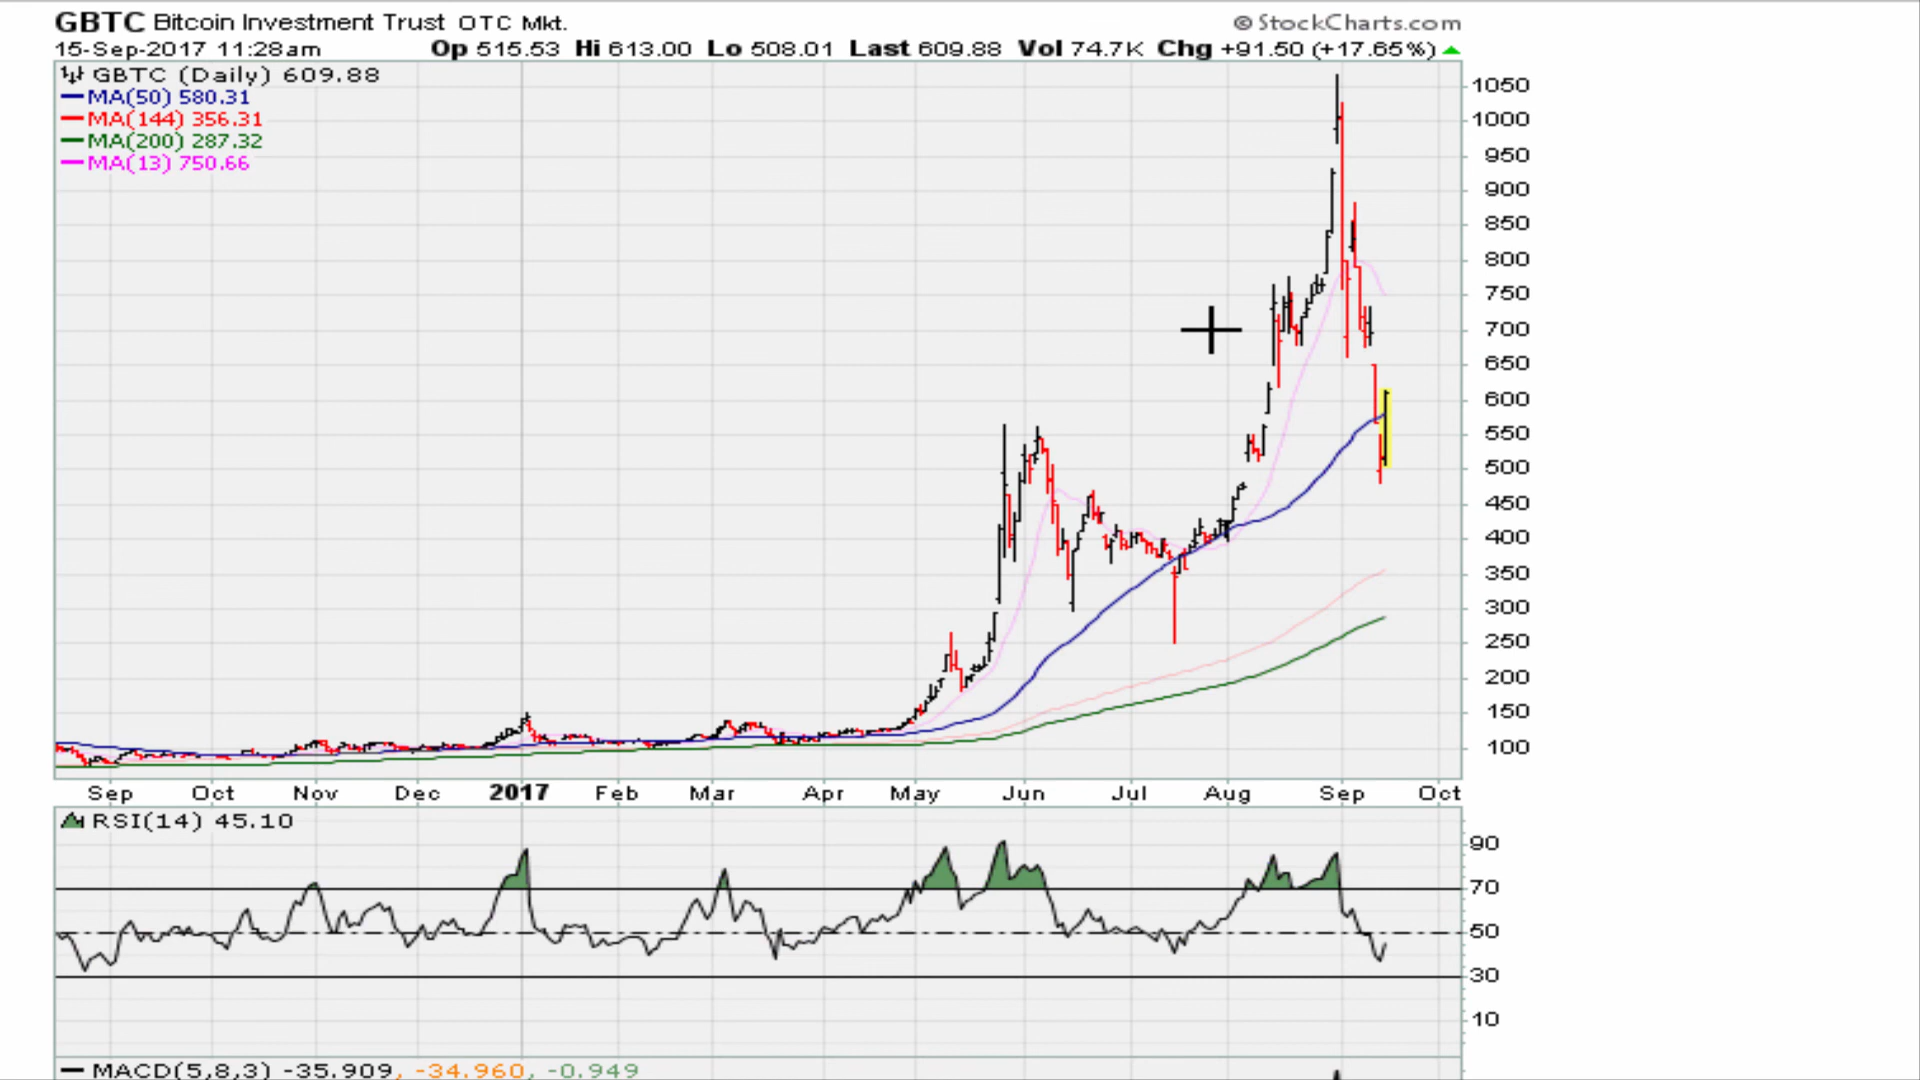 GBTC Bitcoin Investment Trust OTC Mkt. © StockCharts.com
15-Sep-2017 11:28am Op 515.53 Hi 613.00 Lo 508.01 Last 609.88 Vol 74.7K Chg +91.50 (+17.65%)
GBTC (Daily) 609.88
MA(50) 580.31
MA(144) 356.31
MA(200) 287.32
MA(13) 750.66
1050
1000
950
900
850
800
750
700
650
600
550
500
450
400
350
300
250
200
150
100
Sep Oct Nov Dec 2017 Feb Mar Apr May Jun Jul Aug Sep Oct
RSI(14) 45.10
90
70
50
30
10
MACD(5,8,3) -35.909, -34.960, -0.949